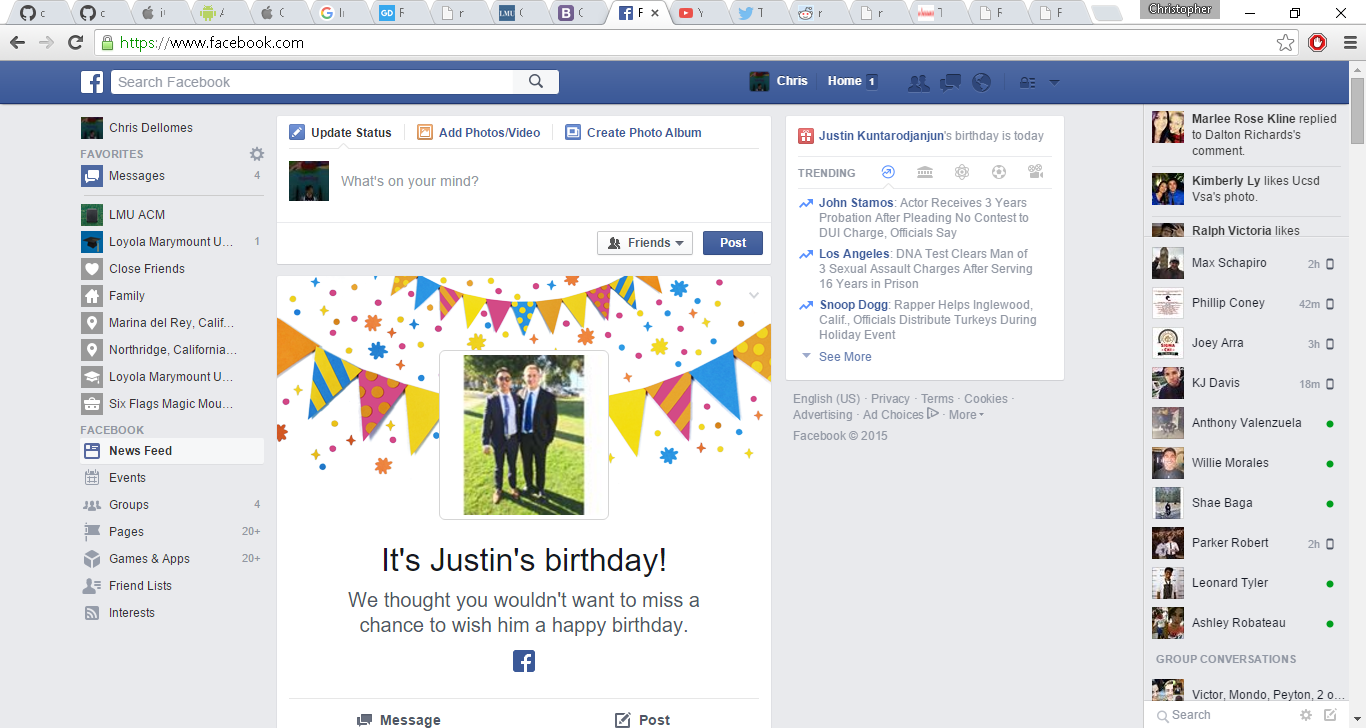 Christopher
https://www.facebook.com
Search Facebook
Chris
Home 1
Chris Dellomes
FAVORITES
Messages 4
LMU ACM
Loyola Marymount U... 1
Close Friends
Family
Marina del Rey, Calif...
Northridge, California...
Loyola Marymount U...
Six Flags Magic Mou...
FACEBOOK
News Feed
Events
Groups 4
Pages 20+
Games & Apps 20+
Friend Lists
Interests
Update Status
Add Photos/Video
Create Photo Album
What's on your mind?
Friends
Post
It's Justin's birthday!
We thought you wouldn't want to miss a
chance to wish him a happy birthday.
Message
Post
Justin Kuntarodjanjun's birthday is today
TRENDING
John Stamos: Actor Receives 3 Years
Probation After Pleading No Contest to
DUI Charge, Officials Say
Los Angeles: DNA Test Clears Man of
3 Sexual Assault Charges After Serving
16 Years in Prison
Snoop Dogg: Rapper Helps Inglewood,
Calif., Officials Distribute Turkeys During
Holiday Event
See More
English (US) · Privacy · Terms · Cookies ·
Advertising · Ad Choices · More
Facebook © 2015
Marlee Rose Kline replied
to Dalton Richards's
comment.
Kimberly Ly likes Ucsd
Vsa's photo.
Ralph Victoria likes
Max Schapiro 2h
Phillip Coney 42m
Joey Arra 3h
KJ Davis 18m
Anthony Valenzuela
Willie Morales
Shae Baga
Parker Robert 2h
Leonard Tyler
Ashley Robateau
GROUP CONVERSATIONS
Victor, Mondo, Peyton, 2 o...
Search